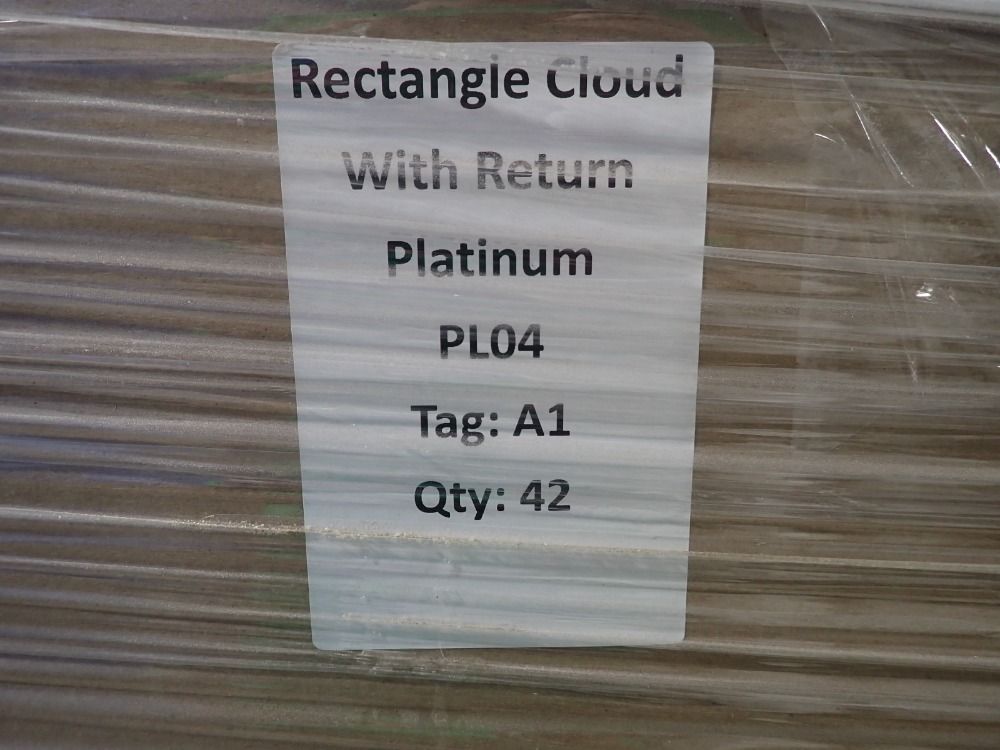 Rectangle Cloud
With Return
Platinum
PL04
Tag: A1
Qty: 42